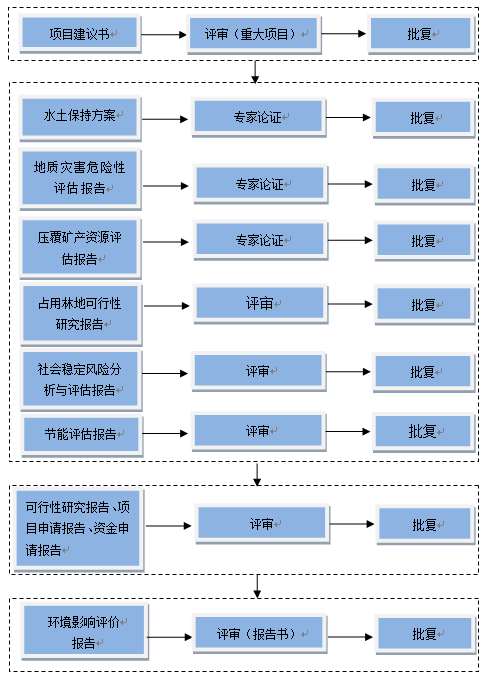 项目建议书
评审（重大项目）
批复
水土保持方案
专家论证
批复
地质灾害危险性
评估报告
专家论证
批复
压覆矿产资源评
估报告
专家论证
批复
占用林地可行性
研究报告
评审
批复
社会稳定风险分
析与评估报告
评审
批复
节能评估报告
评审
批复
可行性研究报告、项
目申请报告、资金申
请报告
评审
批复
环境影响评价
报告
评审（报告书）
批复